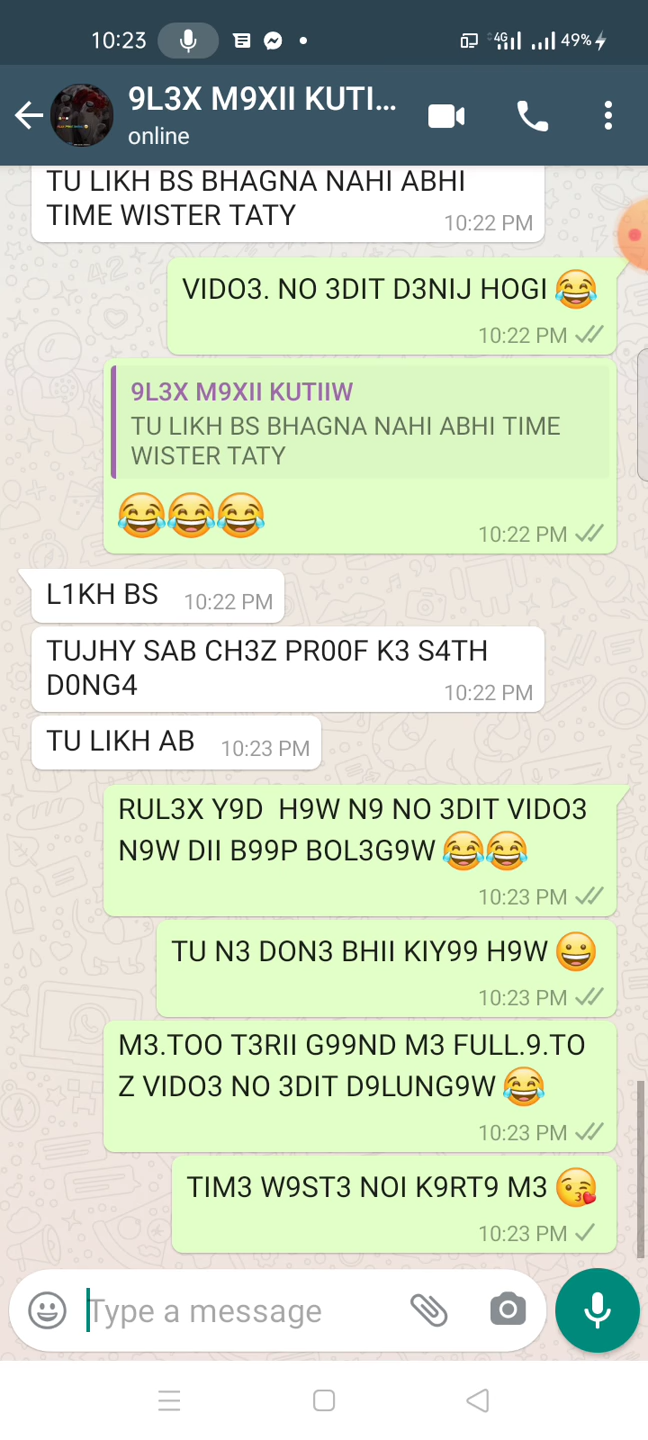 10:23
4G
49%
9L3X M9XII KUTI...
online
TU LIKH BS BHAGNA NAHI ABHI
TIME WISTER TATY
10:22 PM
VIDO3. NO 3DIT D3NIJ HOGI 😂
10:22 PM
9L3X M9XII KUTIIW
TU LIKH BS BHAGNA NAHI ABHI TIME
WISTER TATY
😂😂😂
10:22 PM
L1KH BS
10:22 PM
TUJHY SAB CH3Z PR00F K3 S4TH
D0NG4
10:22 PM
TU LIKH AB
10:23 PM
RUL3X Y9D H9W N9 NO 3DIT VIDO3
N9W DII B99P BOL3G9W 😂😂
10:23 PM
TU N3 DON3 BHII KIY99 H9W 😀
10:23 PM
M3.TOO T3RII G99ND M3 FULL.9.TO
Z VIDO3 NO 3DIT D9LUNG9W 😂
10:23 PM
TIM3 W9ST3 NOI K9RT9 M3 😘
10:23 PM
Type a message